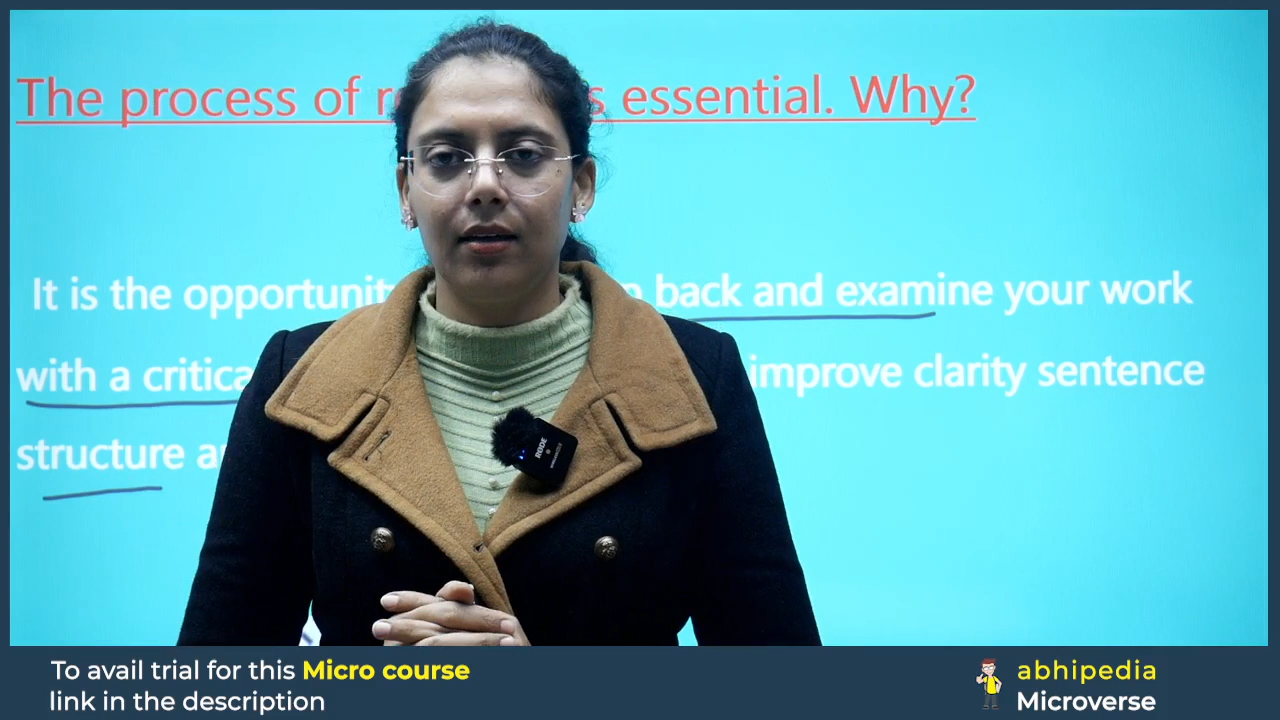 The process of essential. Why?
It is the opportunit back and examine your work
with a critica improve clarity sentence
structure
RØDE
To avail trial for this Micro course
link in the description
abhipedia
Microverse